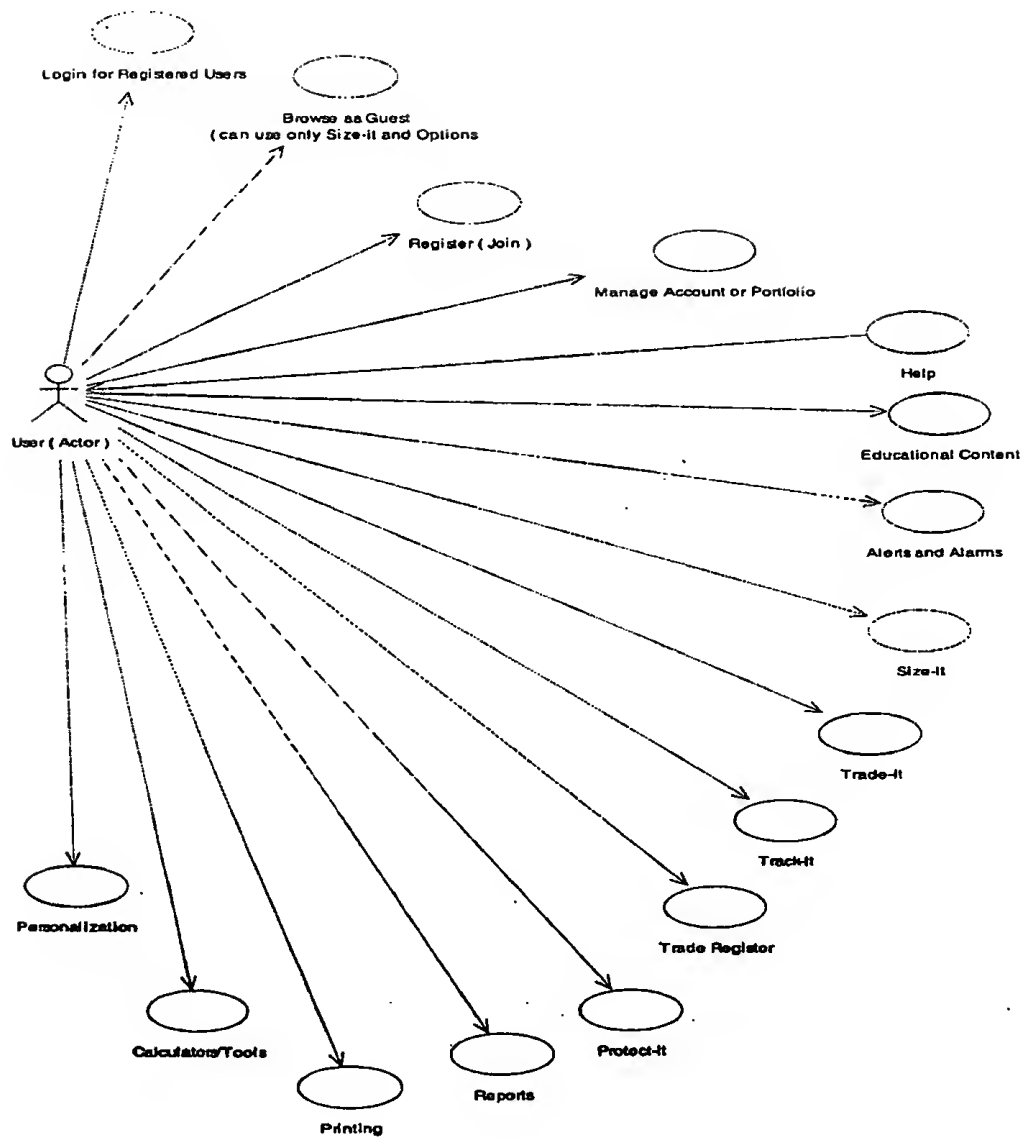 Login for Registered Users
Browse as Guest
(can use only Size-it and Options
Register ( Join )
Manage Account or Portfolio
Help
User ( Actor )
Educational Content
Alerts and Alarms
Size-It
Trade-It
Track-It
Trade Register
Personalization
Protect-It
Calculators/Tools
Reports
Printing